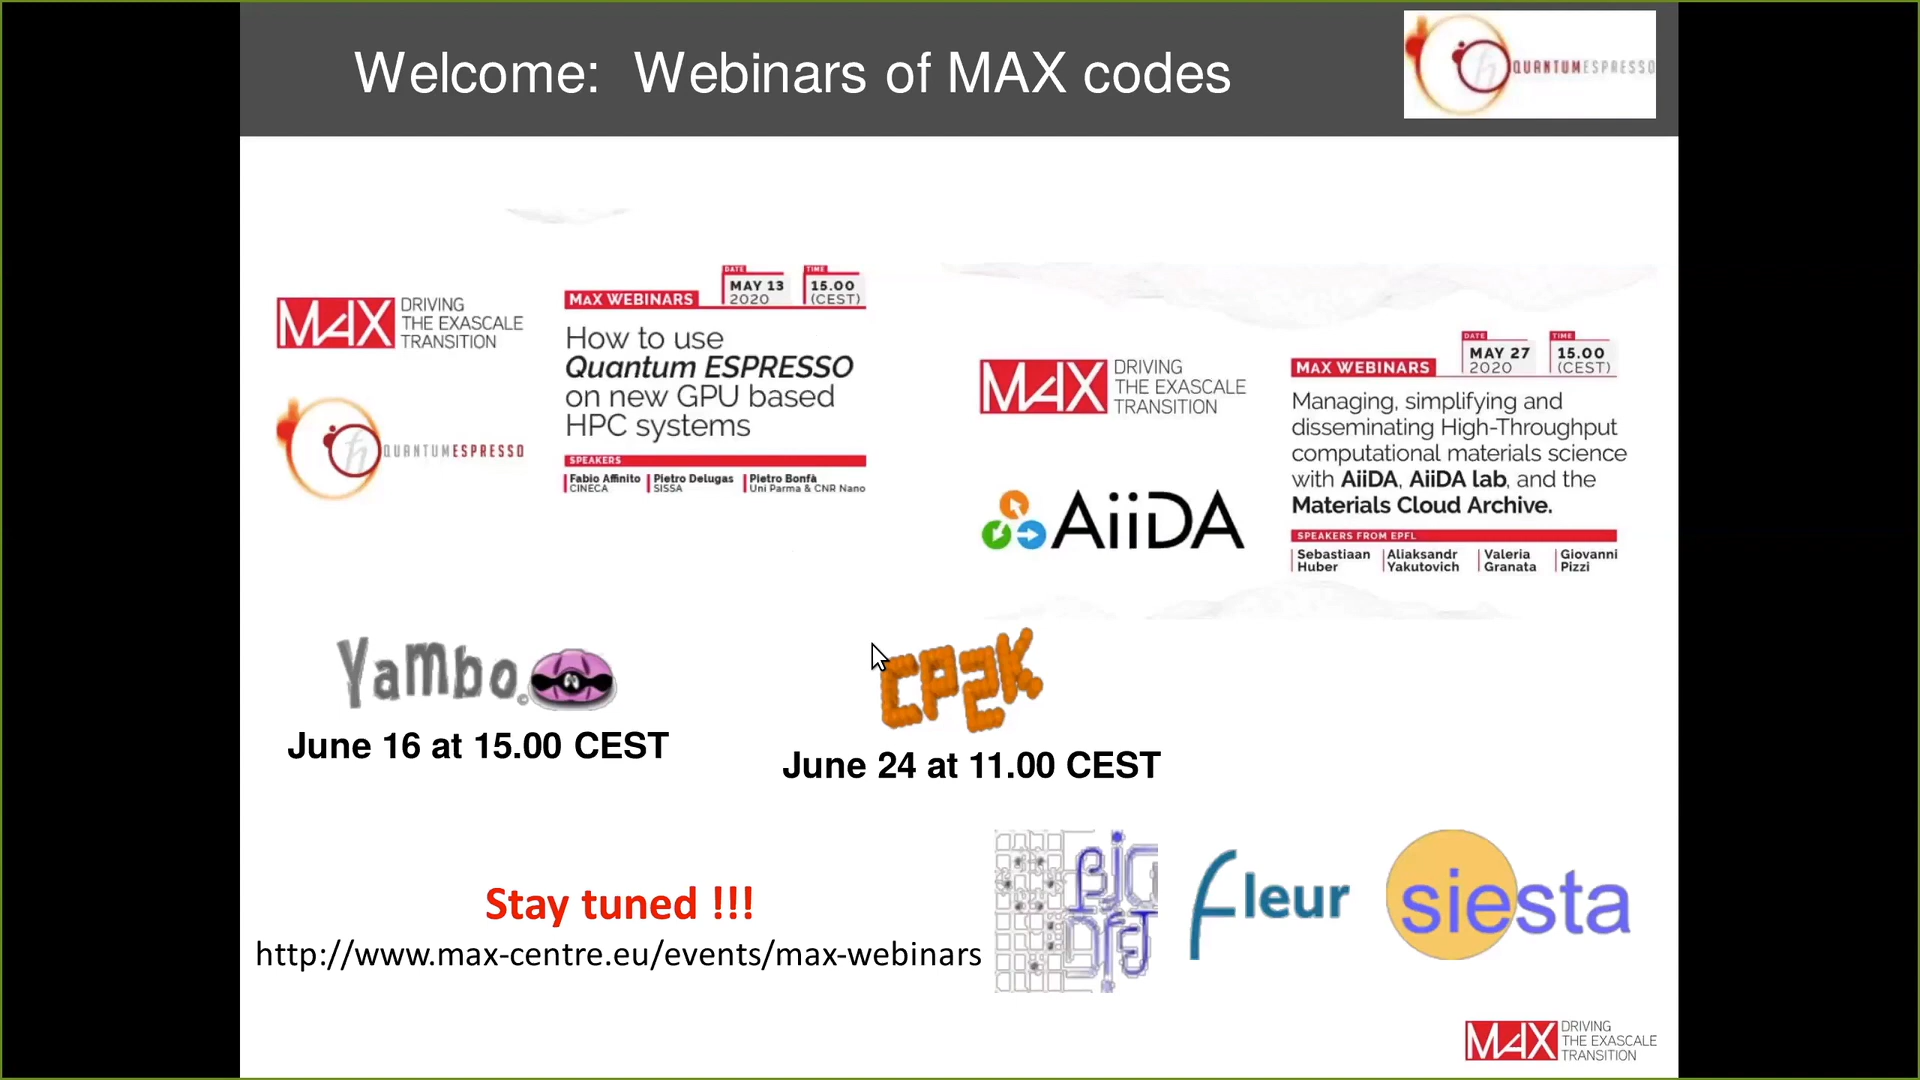 Welcome: Webinars of MAX codes
QUANTUMESPRESSO
MAX DRIVING
THE EXASCALE
TRANSITION
QUANTUMESPRESSO
MAX WEBINARS
DATE
MAY 13
2020
TIME
15.00
(CEST)
How to use
Quantum ESPRESSO
on new GPU based
HPC systems
SPEAKERS
Fabio Affinito
CINECA
Pietro Delugas
SISSA
Pietro Bonfà
Uni Parma & CNR Nano
MAX DRIVING
THE EXASCALE
TRANSITION
AiiDA
MAX WEBINARS
DATE
MAY 27
2020
TIME
15.00
(CEST)
Managing, simplifying and
disseminating High-Throughput
computational materials science
with AiiDA, AiiDA lab, and the
Materials Cloud Archive.
SPEAKERS FROM EPFL
Sebastiaan
Huber
Aliaksandr
Yakutovich
Valeria
Granata
Giovanni
Pizzi
Yambo©
June 16 at 15.00 CEST
CP2K
June 24 at 11.00 CEST
Stay tuned !!!
http://www.max-centre.eu/events/max-webinars
BigDFT
fleur
siesta
MAX DRIVING
THE EXASCALE
TRANSITION